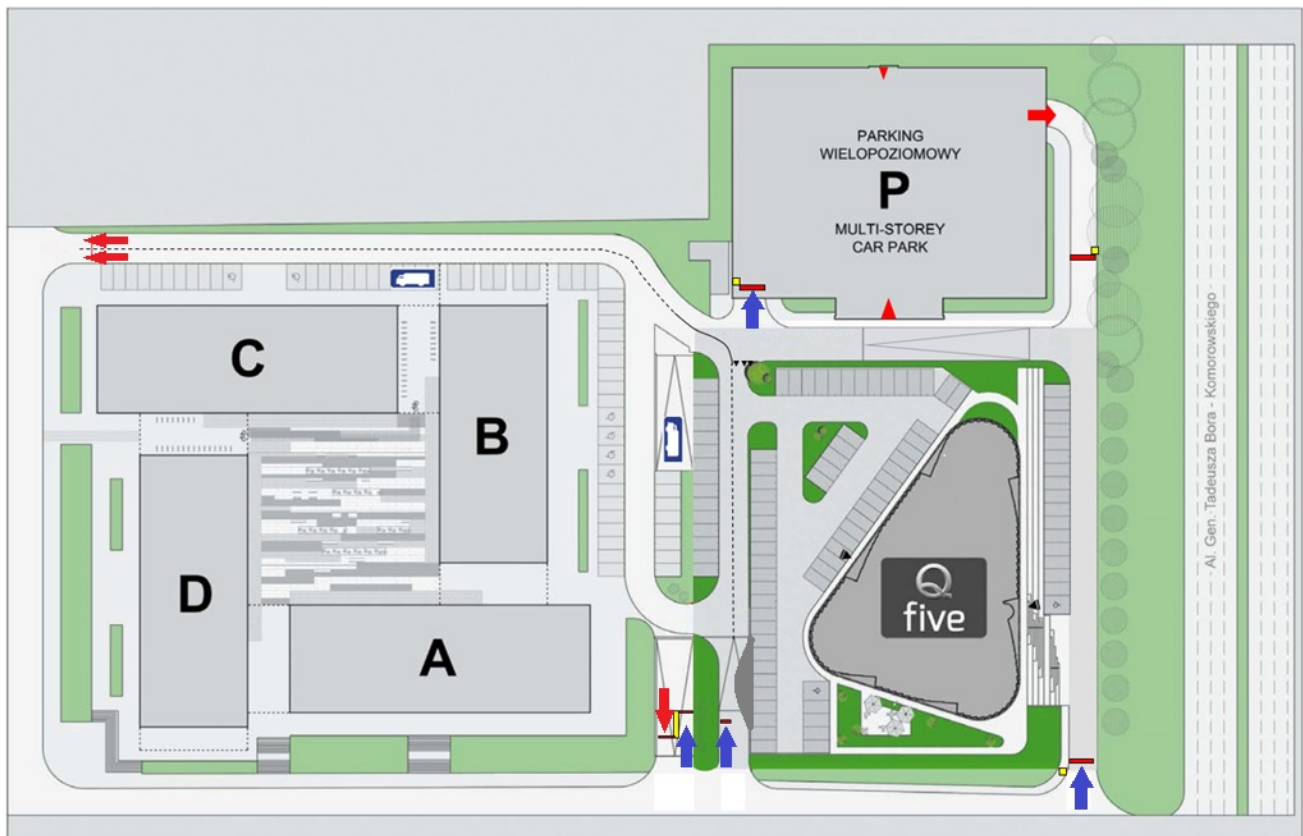 PARKING
WIELOPOZIOMOWY
P
MULTI-STOREY
CAR PARK
C
B
D
A
Q
five
Al. Gen. Tadeusza Bora - Komorowskiego